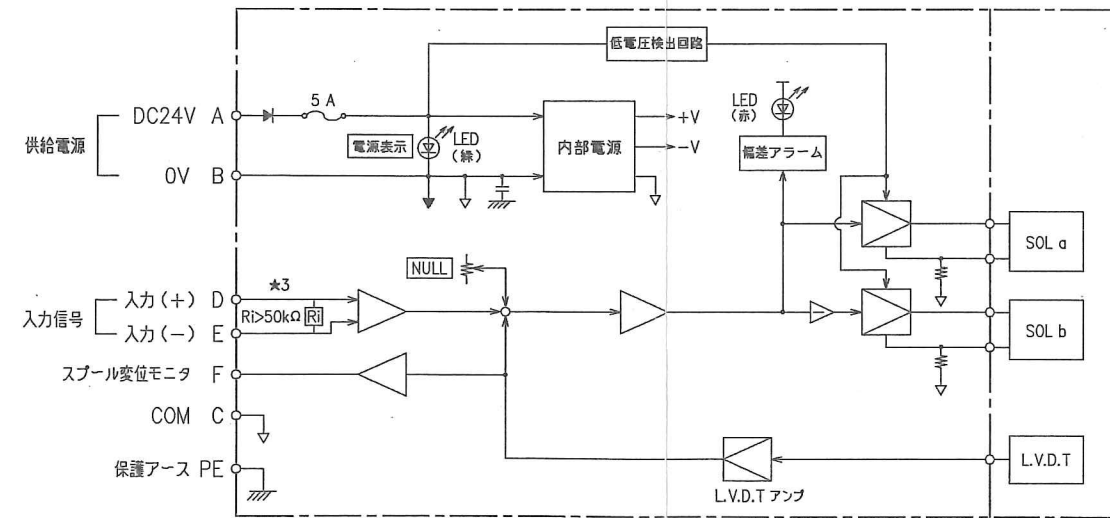 低電圧検出回路
DC24V A
5 A
供給電源
電源表示
LED
(緑)
内部電源
+V
-V
LED
(赤)
偏差アラーム
0V B
SOL a
NULL
入力信号
入力(+) D
★3
Ri>50kΩ
Ri
入力(-) E
SOL b
スプール変位モニタ F
COM C
保護アース PE
L.V.D.T
L.V.D.T アンプ